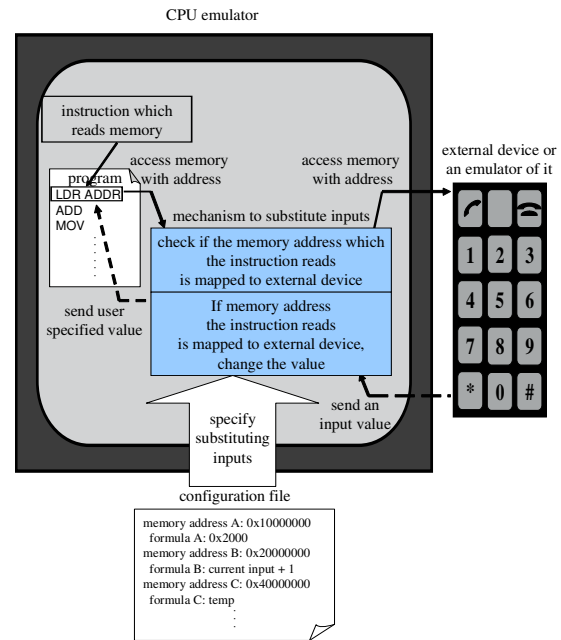 CPU emulator
instruction which
reads memory
program
LDR ADDR
ADD
MOV
access memory
with address
access memory
with address
external device or
an emulator of it
mechanism to substitute inputs
check if the memory address which
the instruction reads
is mapped to external device
If memory address
the instruction reads
is mapped to external device,
change the value
send user
specified value
1 2 3
4 5 6
7 8 9
* 0 #
send an
input value
specify
substituting
inputs
configuration file
memory address A: 0x10000000
formula A: 0x2000
memory address B: 0x20000000
formula B: current input + 1
memory address C: 0x40000000
formula C: temp